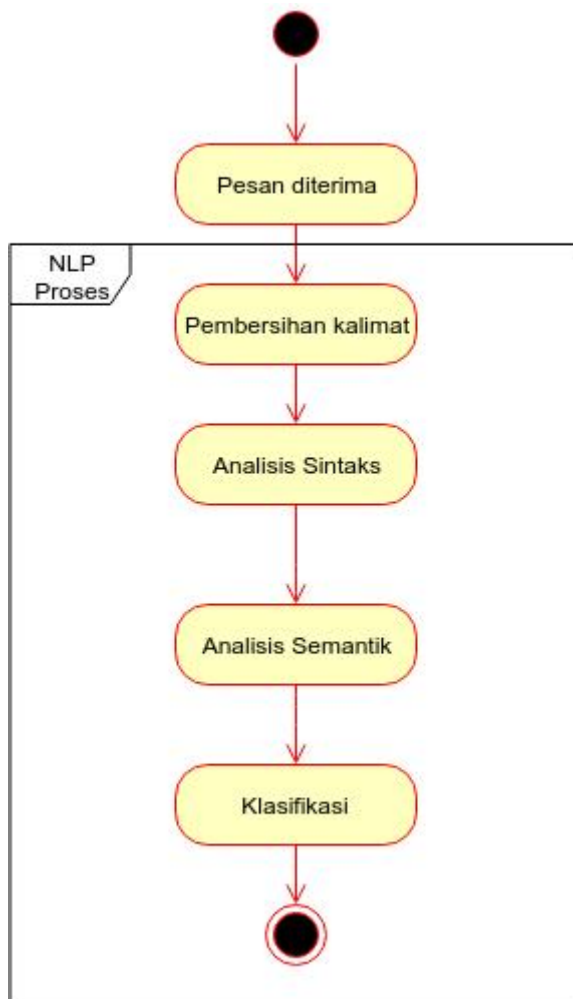 Pesan diterima
NLP
Proses
Pembersihan kalimat
Analisis Sintaks
Analisis Semantik
Klasifikasi